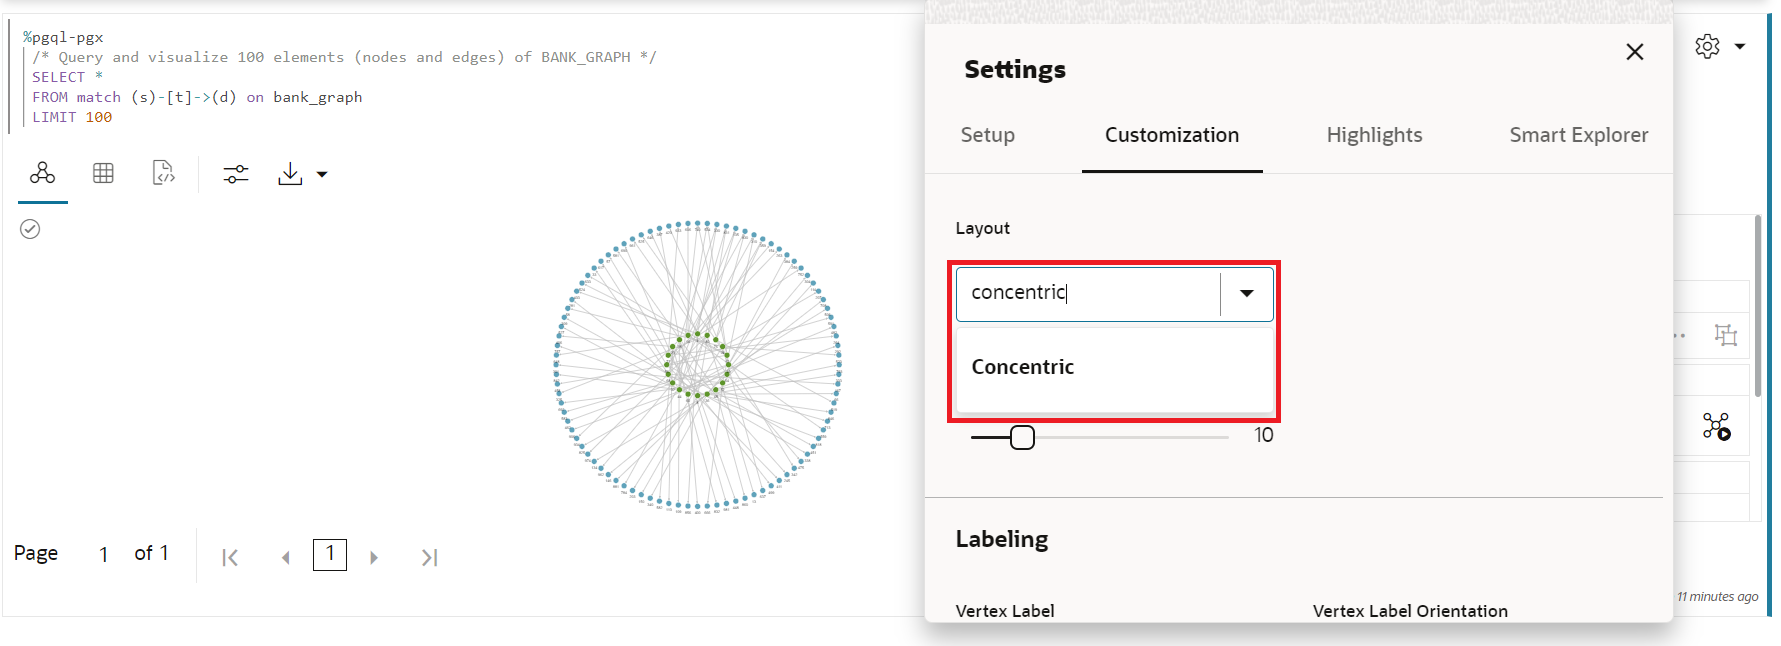 %pgql-pgx
/* Query and visualize 100 elements (nodes and edges) of BANK_GRAPH */
SELECT *
FROM match (s)-[t]->(d) on bank_graph
LIMIT 100
Page 1 of 1
1
Settings
Setup Customization Highlights Smart Explorer
Layout
concentric
Concentric
10
Labeling
Vertex Label Vertex Label Orientation
11 minutes ago